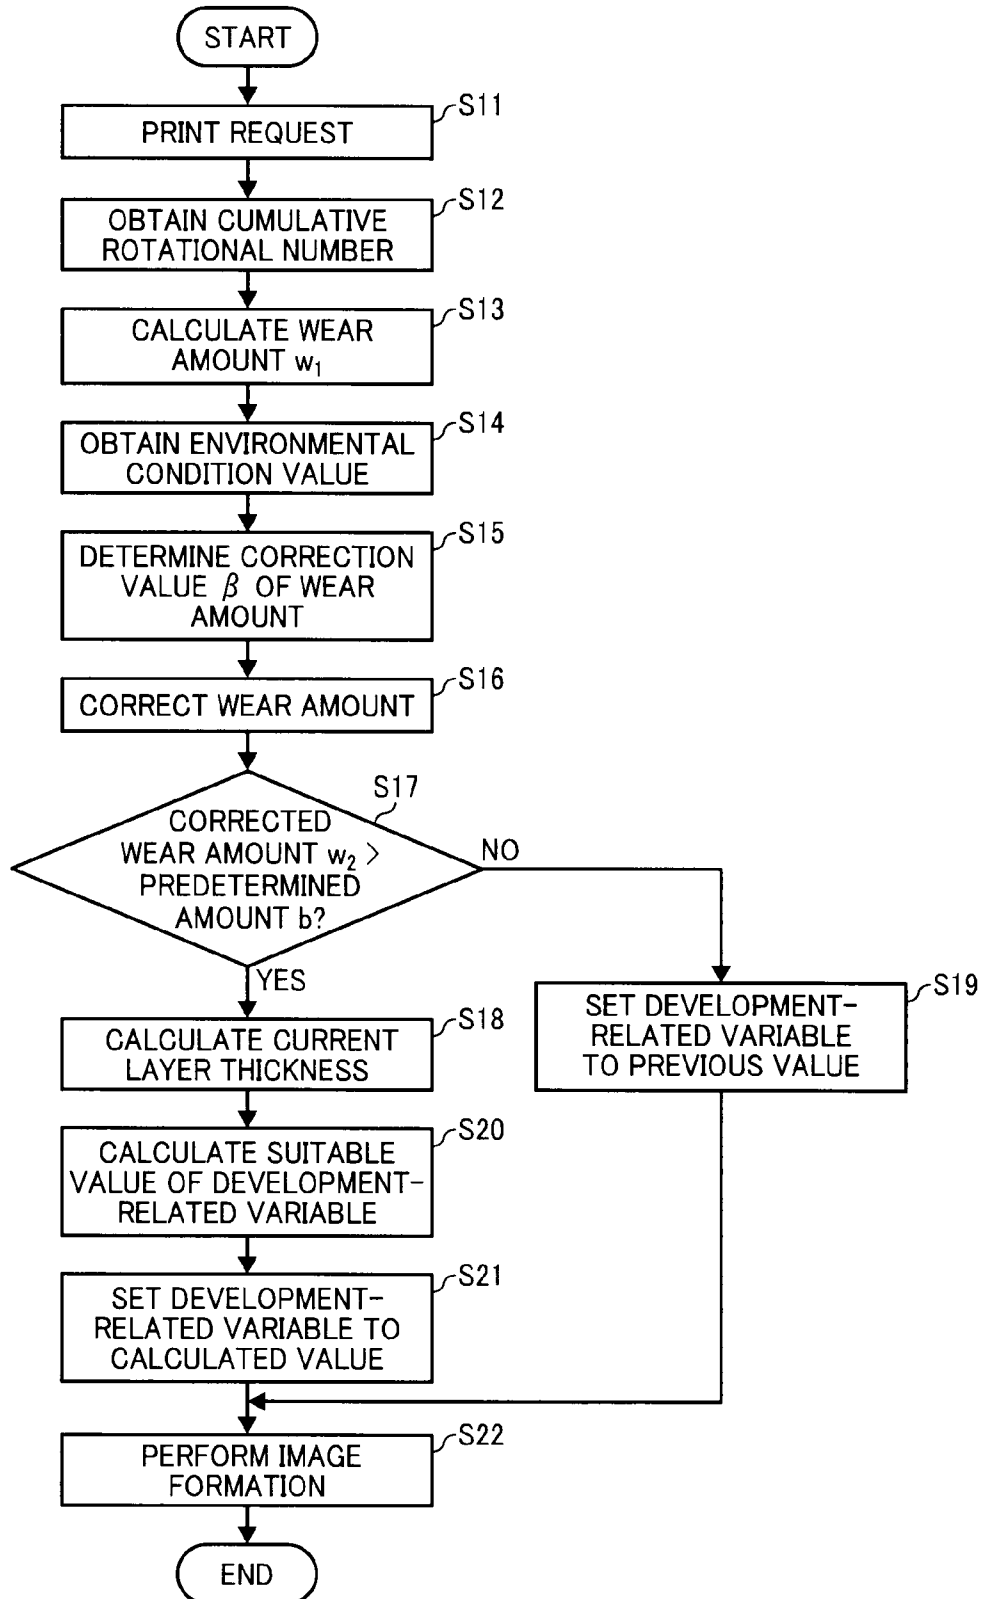 START
S11
PRINT REQUEST
S12
OBTAIN CUMULATIVE
ROTATIONAL NUMBER
S13
CALCULATE WEAR
AMOUNT w₁
S14
OBTAIN ENVIRONMENTAL
CONDITION VALUE
S15
DETERMINE CORRECTION
VALUE β OF WEAR
AMOUNT
S16
CORRECT WEAR AMOUNT
S17
CORRECTED
WEAR AMOUNT w₂ >
PREDETERMINED
AMOUNT b?
NO
YES
S18
CALCULATE CURRENT
LAYER THICKNESS
S19
SET DEVELOPMENT-
RELATED VARIABLE
TO PREVIOUS VALUE
S20
CALCULATE SUITABLE
VALUE OF DEVELOPMENT-
RELATED VARIABLE
S21
SET DEVELOPMENT-
RELATED VARIABLE TO
CALCULATED VALUE
S22
PERFORM IMAGE
FORMATION
END